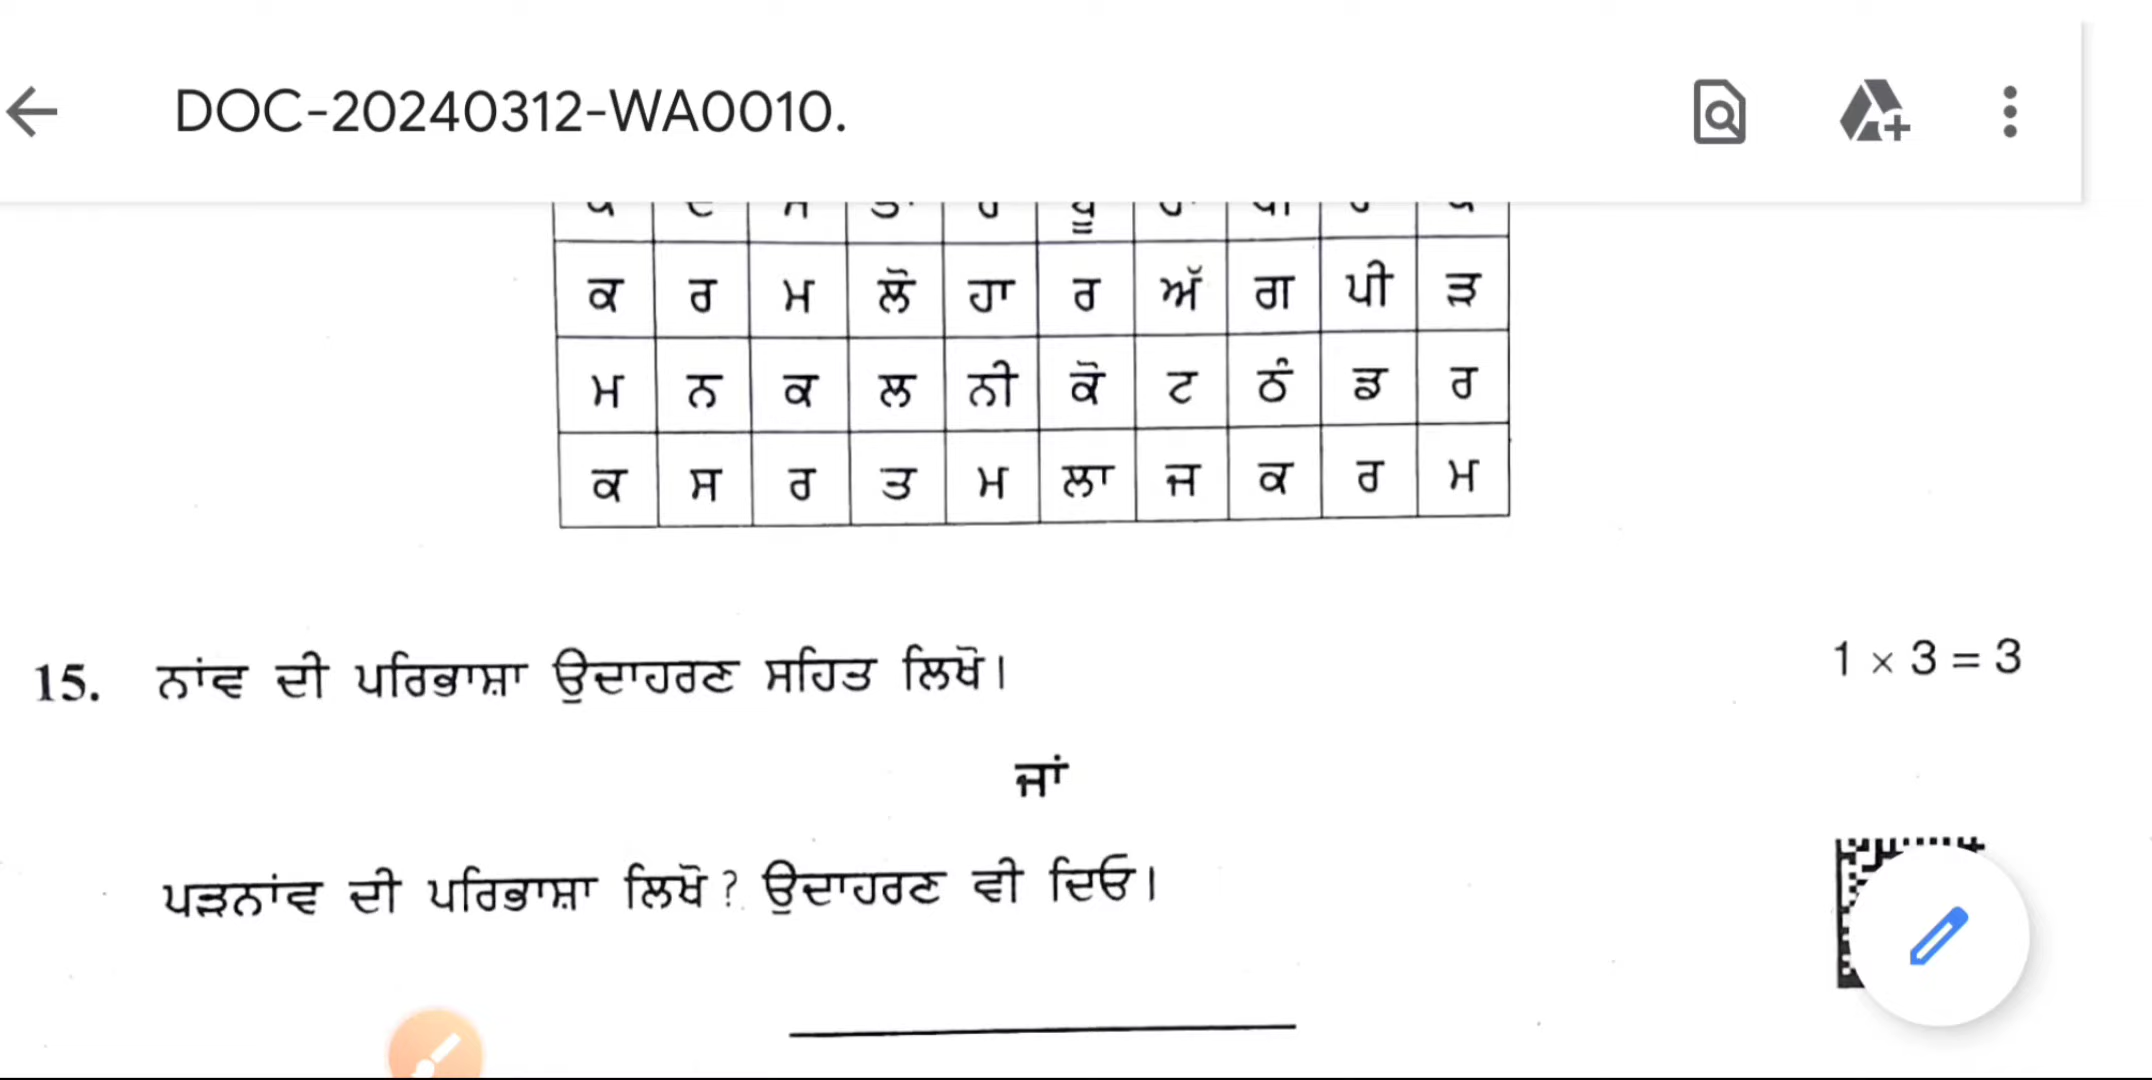 DOC-20240312-WA0010.
ਕ ਰ ਮ ਲੋ ਹਾ ਰ ਅੱ ਗ ਪੀ ੜ
ਮ ਨ ਕ ਲ ਨੀ ਕੋ ਟ ਠੰ ਡ ਰ
ਕ ਸ ਰ ਤ ਮ ਲਾ ਜ ਕ ਰ ਮ
15. ਨਾਂਵ ਦੀ ਪਰਿਭਾਸ਼ਾ ਉਦਾਹਰਣ ਸਹਿਤ ਲਿਖੋ। 1 × 3 = 3
ਜਾਂ
ਪੜਨਾਂਵ ਦੀ ਪਰਿਭਾਸ਼ਾ ਲਿਖੋ ? ਉਦਾਹਰਣ ਵੀ ਦਿਓ।